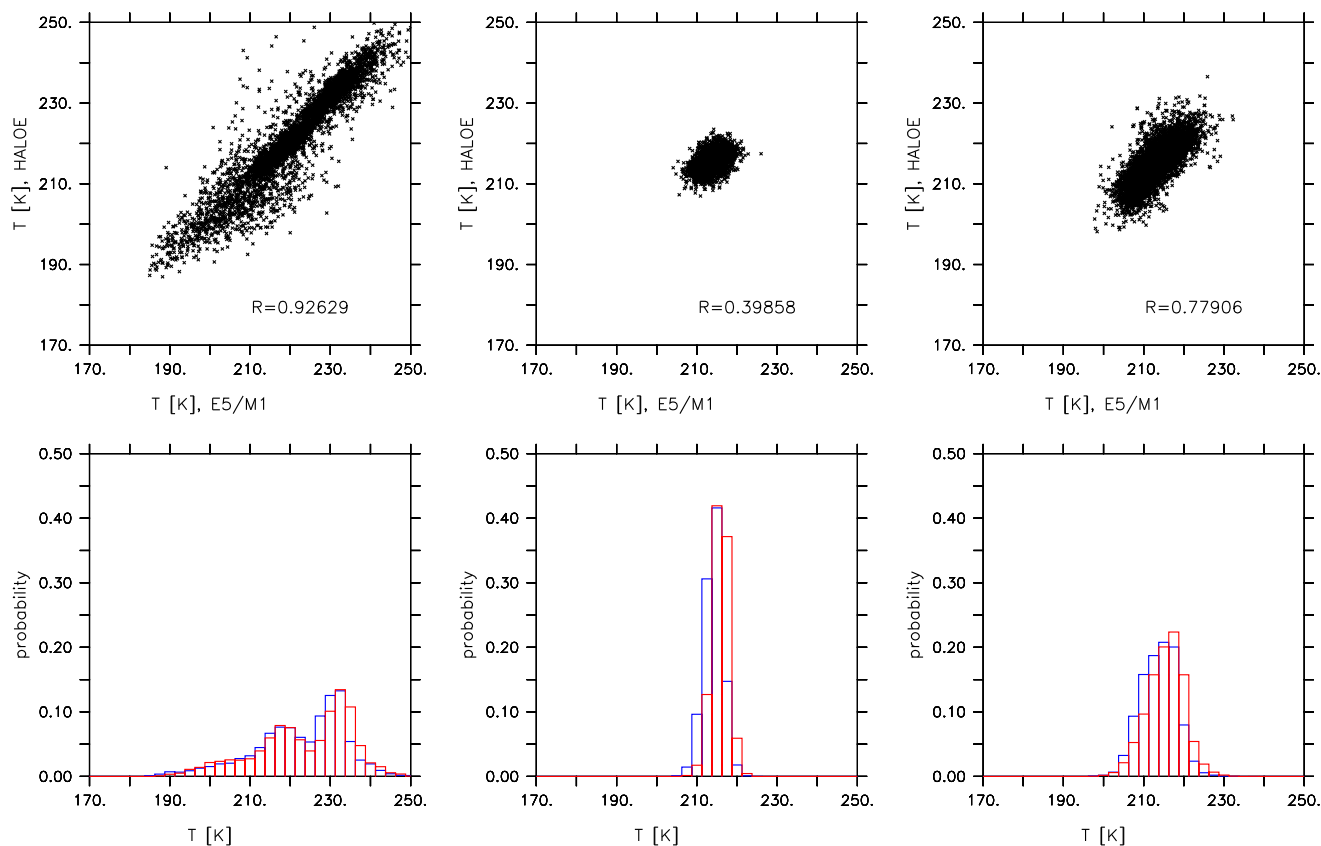 250.
230.
210.
190.
170.
T [K], HALOE
R=0.92629
170. 190. 210. 230. 250.
T [K], E5/M1
250.
230.
210.
190.
170.
T [K], HALOE
R=0.39858
170. 190. 210. 230. 250.
T [K], E5/M1
250.
230.
210.
190.
170.
T [K], HALOE
R=0.77906
170. 190. 210. 230. 250.
T [K], E5/M1
0.50
0.40
0.30
0.20
0.10
0.00
probability
170. 190. 210. 230. 250.
T [K]
0.50
0.40
0.30
0.20
0.10
0.00
probability
170. 190. 210. 230. 250.
T [K]
0.50
0.40
0.30
0.20
0.10
0.00
probability
170. 190. 210. 230. 250.
T [K]